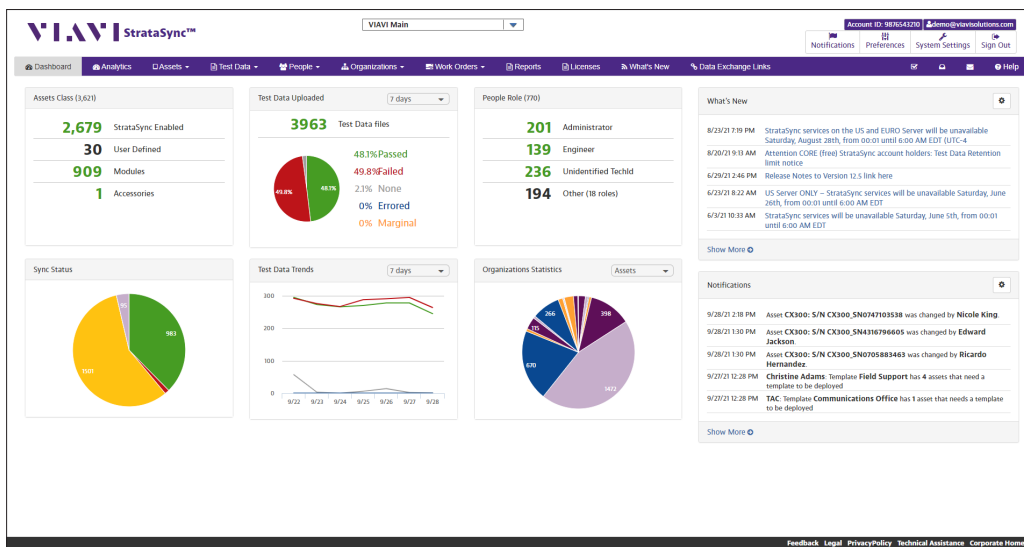 VIAVI StrataSync™
VIAVI Main
Account ID: 9876543210 demo@viavisolutions.com
Notifications Preferences System Settings Sign Out
Dashboard Analytics Assets Test Data People Organizations Work Orders Reports Licenses What's New Data Exchange Links Help
Assets Class (3,621)
2,679 StrataSync Enabled
30 User Defined
909 Modules
1 Accessories
Test Data Uploaded 7 days
3963 Test Data files
48.1%Passed
49.8%Failed
2.1% None
0% Errored
0% Marginal
49.8% 48.1%
People Role (770)
201 Administrator
139 Engineer
236 Unidentified TechId
194 Other (18 roles)
What's New
8/23/21 7:19 PM StrataSync services on the US and EURO Server will be unavailable
Saturday, August 28th, from 00:01 until 6:00 AM EDT (UTC-4
8/20/21 9:13 AM Attention CORE (free) StrataSync account holders: Test Data Retention
limit notice
6/29/21 2:46 PM Release Notes to Version 12.5 link here
6/23/21 8:22 AM US Server ONLY – StrataSync services will be unavailable Saturday, June
26th, from 00:01 until 6:00 AM EDT
6/3/21 10:33 AM StrataSync services will be unavailable Saturday, June 5th, from 00:01
until 6:00 AM EDT
Show More
Sync Status
95
983
1501
Test Data Trends 7 days
300
200
100
0
9/22 9/23 9/24 9/25 9/26 9/27 9/28
Organizations Statistics Assets
266 398
115
670
1472
Notifications
9/28/21 2:18 PM Asset CX300: S/N CX300_SN0747103538 was changed by Nicole King.
9/28/21 1:30 PM Asset CX300: S/N CX300_SN4316796605 was changed by Edward
Jackson.
9/28/21 1:30 PM Asset CX300: S/N CX300_SN0705883463 was changed by Ricardo
Hernandez.
9/27/21 12:28 PM Christine Adams: Template Field Support has 4 assets that need a
template to be deployed
9/27/21 12:28 PM TAC: Template Communications Office has 1 asset that needs a template
to be deployed
Show More
Feedback Legal PrivacyPolicy Technical Assistance Corporate Home